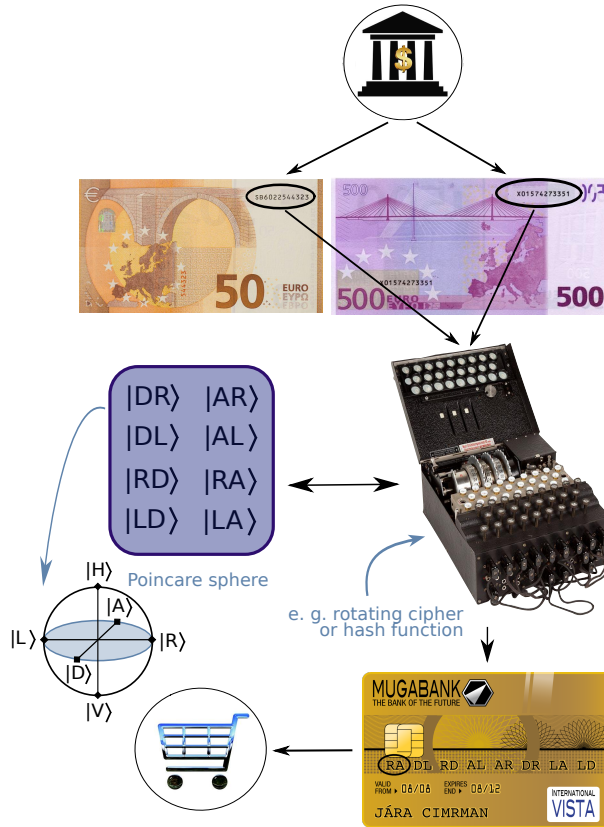 $
SB6022544323
X01574273351
500
50
EURO
ΕΥΡΩ
X01574273351
500
EURO
500
|DR⟩ |AR⟩
|DL⟩ |AL⟩
|RD⟩ |RA⟩
|LD⟩ |LA⟩
Poincare sphere
|H⟩
|A⟩
|L⟩
|R⟩
|D⟩
|V⟩
e. g. rotating cipher
or hash function
MUGABANK
THE BANK OF THE FUTURE
RA DL RD AL AR DR LA LD
VALID FROM 08/08 EXPIRES END 08/12
JÁRA CIMRMAN
INTERNATIONAL
VISTA